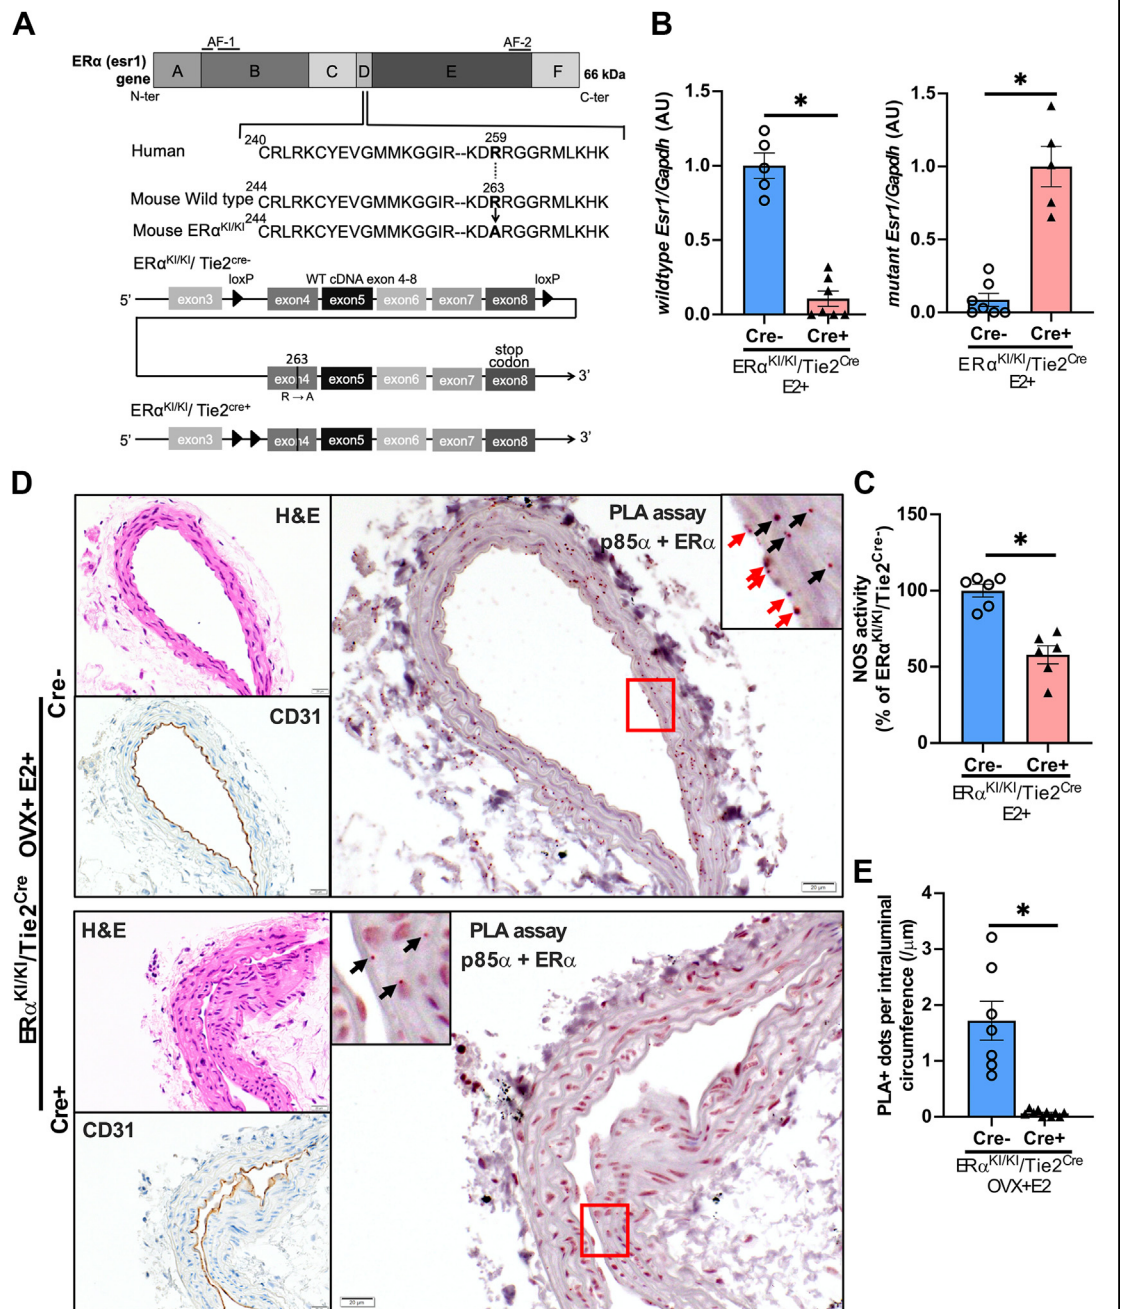 A
AF-1
AF-2
ERα (esr1) gene
A B C D E F
66 kDa
N-ter
C-ter
240
259
Human CRLRKCYEVGMMKGGIR--KDRRGGRMLKHK
263
Mouse Wild type 244 CRLRKCYEVGMMKGGIR--KDRRGGRMLKHK
Mouse ERαKI/KI 244 CRLRKCYEVGMMKGGIR--KDARGGRMLKHK
ERαKI/KI/ Tie2cre-
loxP WT cDNA exon 4-8 loxP
5' exon3 exon4 exon5 exon6 exon7 exon8
263
stop codon
exon4 exon5 exon6 exon7 exon8 3'
R → A
ERαKI/KI/ Tie2cre+
5' exon3 exon4 exon5 exon6 exon7 exon8 3'
B
wildtype Esr1/Gapdh (AU)
1.5
1.0
0.5
0.0
*
Cre- Cre+
ERαKI/KI/Tie2Cre
E2+
mutant Esr1/Gapdh (AU)
1.5
1.0
0.5
0.0
*
Cre- Cre+
ERαKI/KI/Tie2Cre
E2+
C
NOS activity
(% of ERαKI/KI/Tie2Cre-)
150
100
50
0
*
Cre- Cre+
ERαKI/KI/Tie2Cre
E2+
D
ERαKI/KI/Tie2Cre OVX+ E2+
Cre-
H&E
CD31
PLA assay
p85α + ERα
20 µm
Cre+
H&E
CD31
PLA assay
p85α + ERα
20 µm
E
PLA+ dots per intraluminal
circumference (/µm)
4
3
2
1
0
*
Cre- Cre+
ERαKI/KI/Tie2Cre
OVX+E2